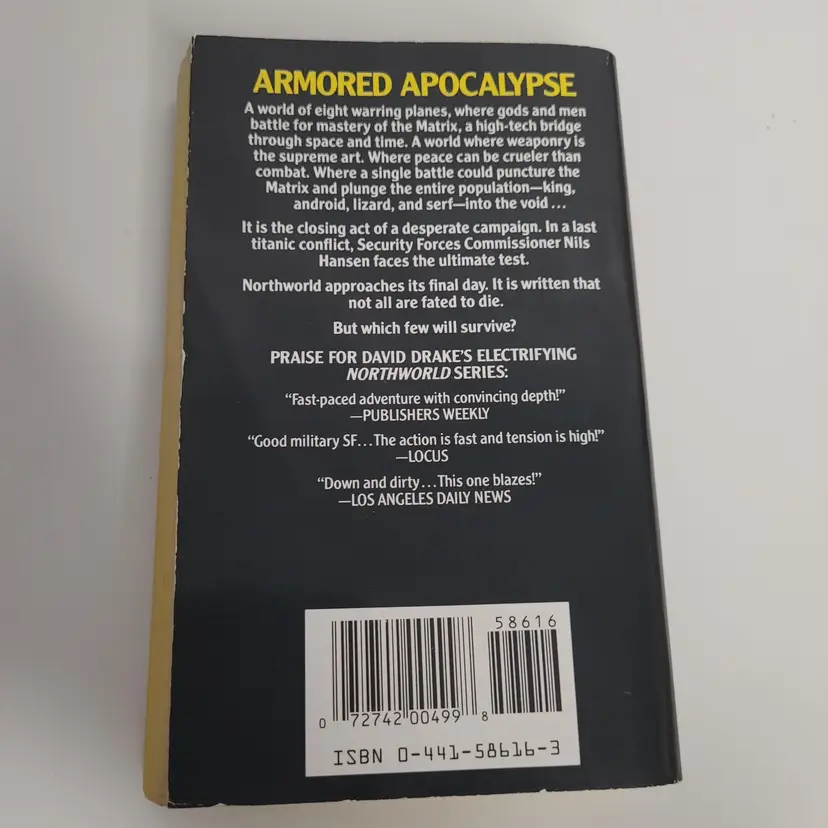 ARMORED APOCALYPSE
A world of eight warring planes, where gods and men
battle for mastery of the Matrix, a high-tech bridge
through space and time. A world where weaponry is
the supreme art. Where peace can be crueler than
combat. Where a single battle could puncture the
Matrix and plunge the entire population—king,
android, lizard, and serf—into the void ...
It is the closing act of a desperate campaign. In a last
titanic conflict, Security Forces Commissioner Nils
Hansen faces the ultimate test.
Northworld approaches its final day. It is written that
not all are fated to die.
But which few will survive?
PRAISE FOR DAVID DRAKE'S ELECTRIFYING
NORTHWORLD SERIES:
“Fast-paced adventure with convincing depth!”
—PUBLISHERS WEEKLY
“Good military SF...The action is fast and tension is high!”
—LOCUS
“Down and dirty...This one blazes!”
—LOS ANGELES DAILY NEWS
58616
0 72742 00499 8
ISBN 0-441-58616-3